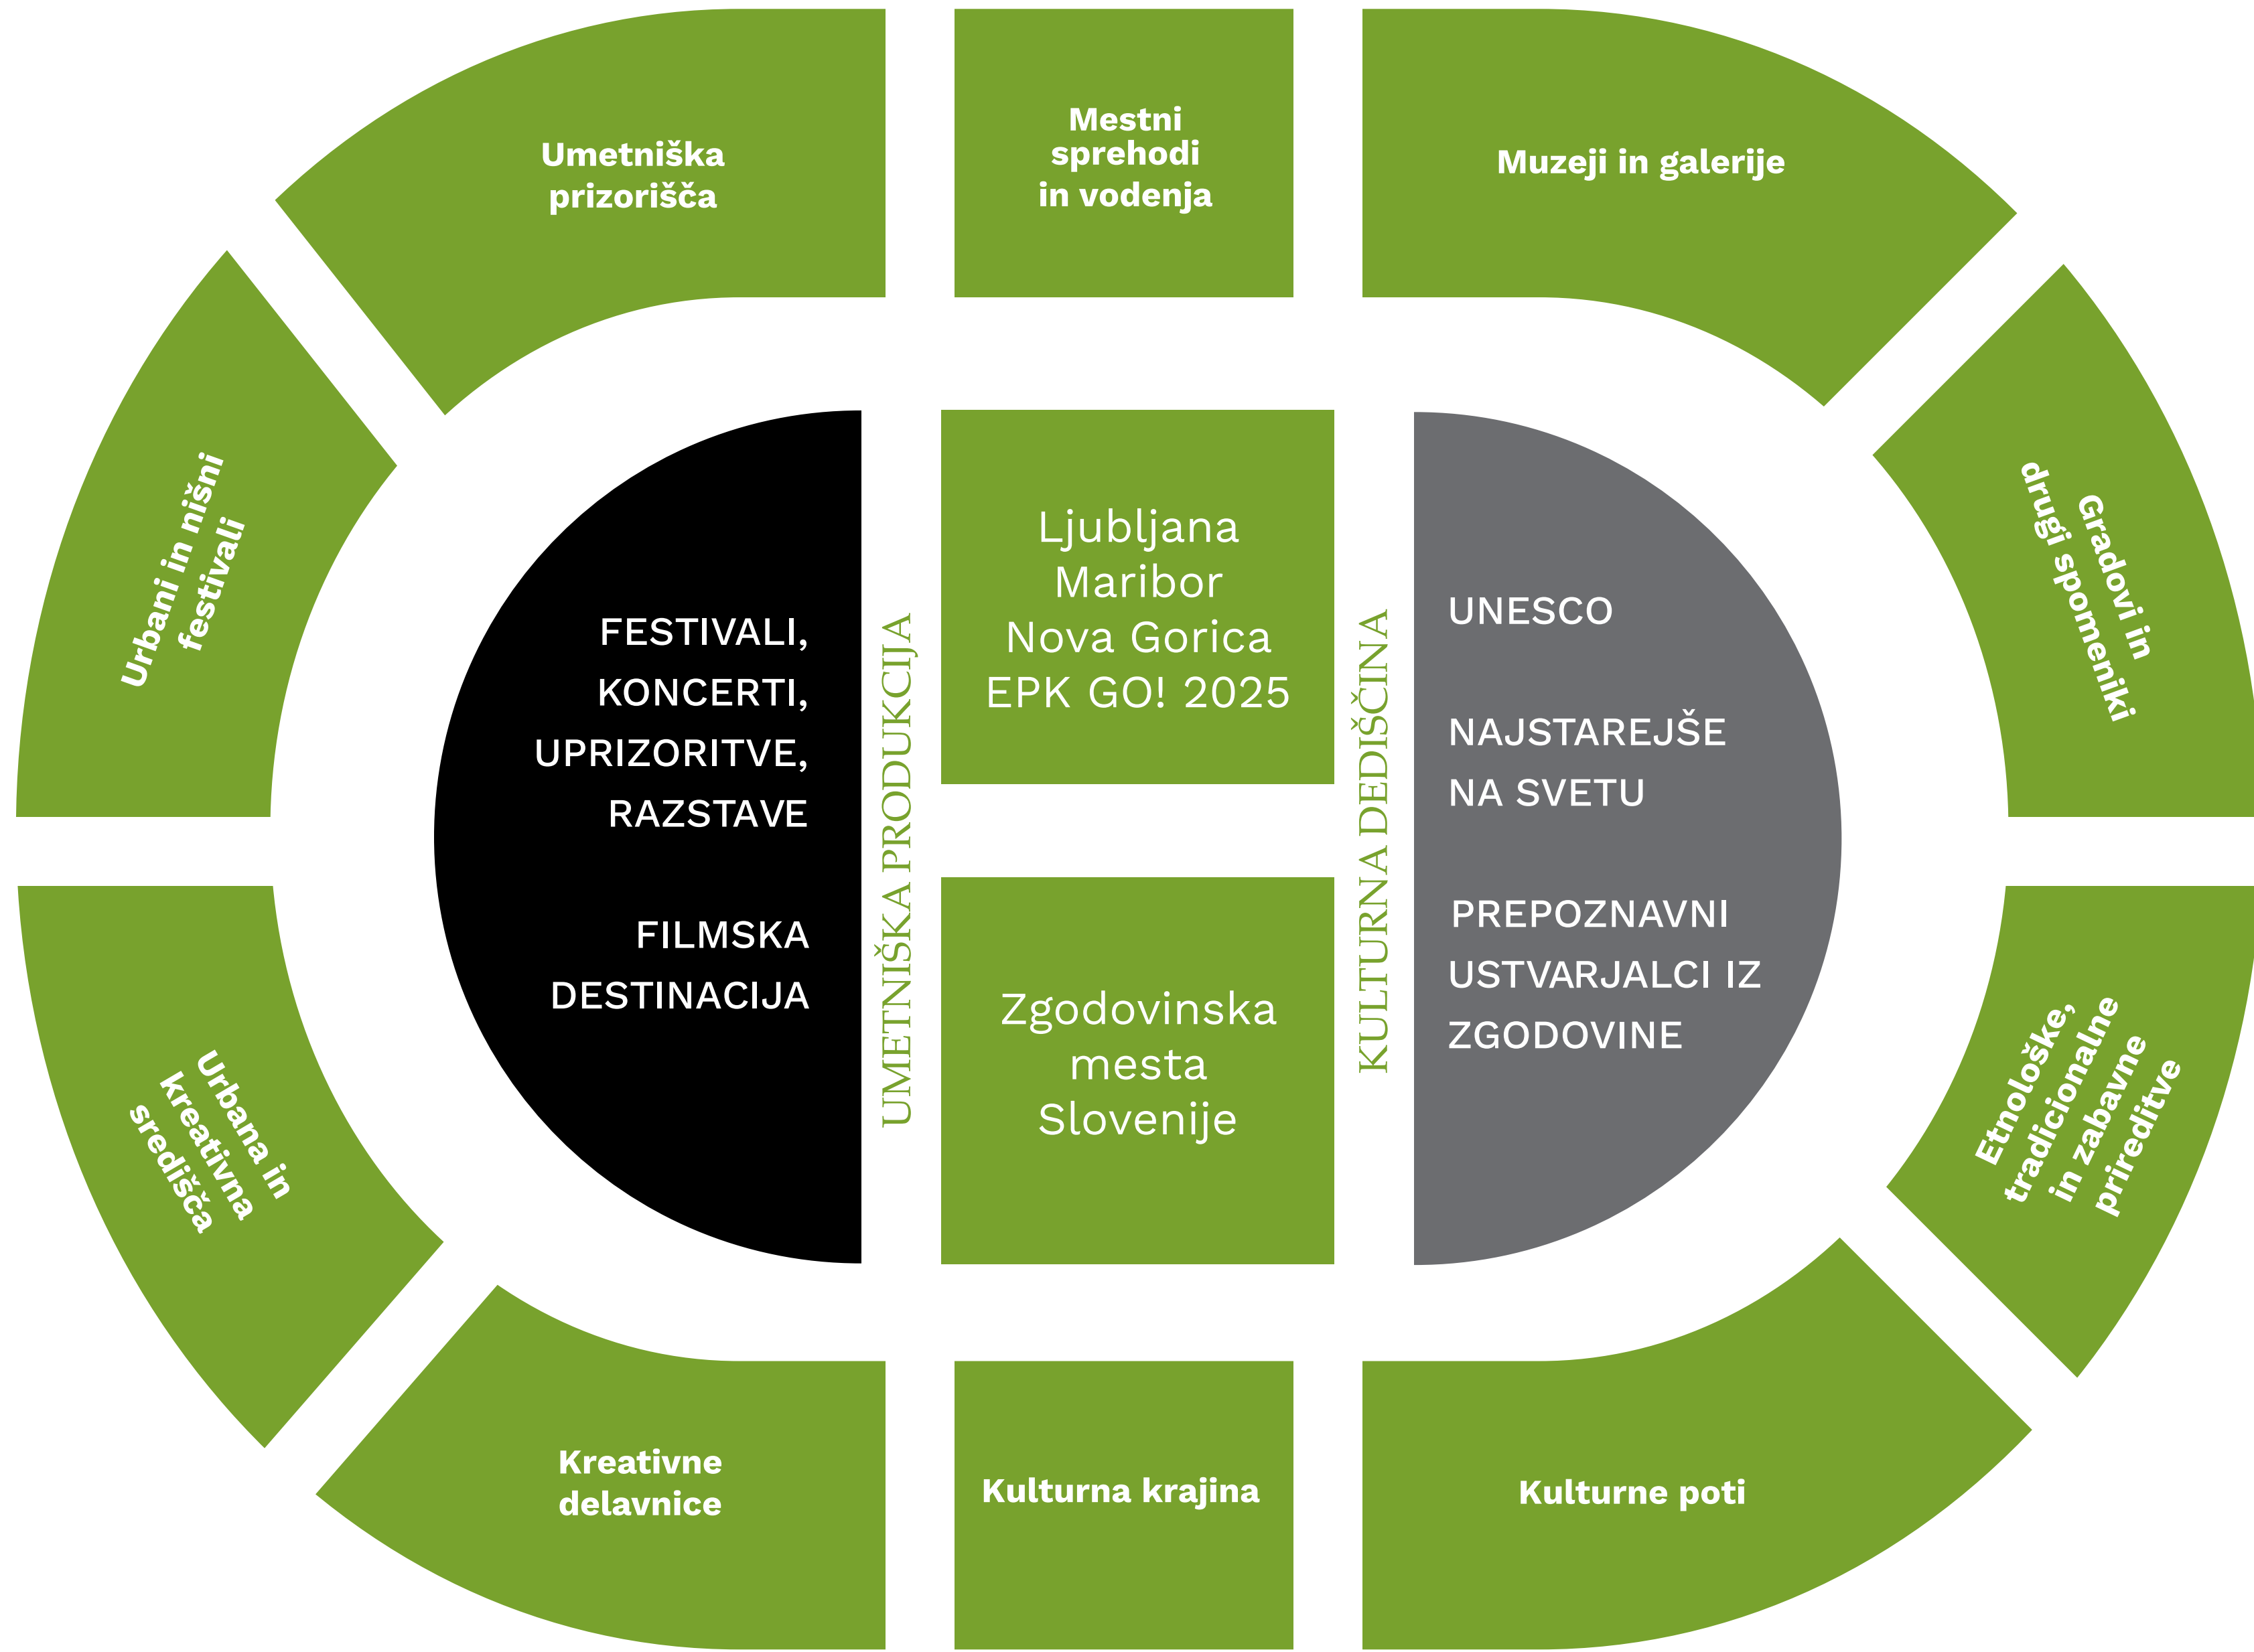 Umetniška
prizorišča
Mestni
sprehodi
in vodenja
Muzeji in galerije
Urbani in nišni
festivali
Gradovi in
drugi spomeniki
FESTIVALI,
KONCERTI,
UPRIZORITVE,
RAZSTAVE
FILMSKA
DESTINACIJA
UMETNIŠKA PRODUKCIJA
Ljubljana
Maribor
Nova Gorica
EPK GO! 2025
Zgodovinska
mesta
Slovenije
KULTURNA DEDIŠČINA
UNESCO
NAJSTAREJŠE
NA SVETU
PREPOZNAVNI
USTVARJALCI IZ
ZGODOVINE
Urbana in
kreativna
središča
Etnološke,
tradicionalne
in zabavne
prireditve
Kreativne
delavnice
Kulturna krajina
Kulturne poti